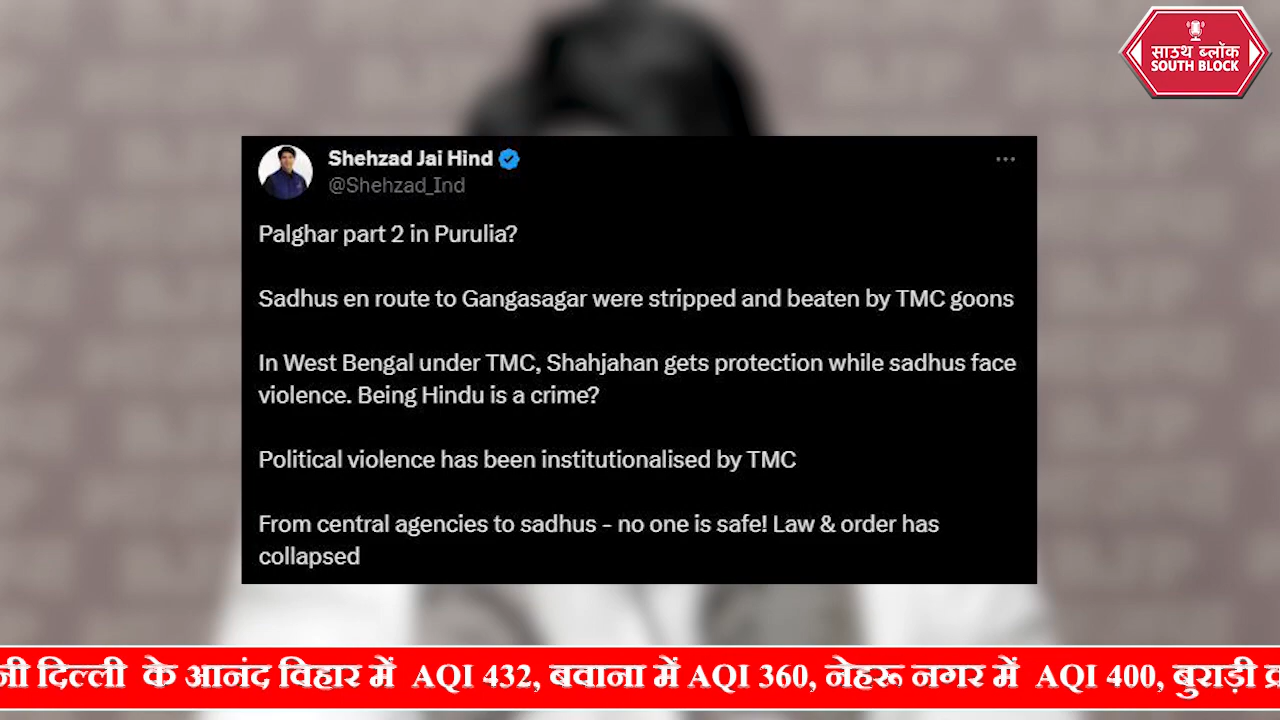 साउथ ब्लॉक
SOUTH BLOCK
Shehzad Jai Hind
@Shehzad_Ind
Palghar part 2 in Purulia?
Sadhus en route to Gangasagar were stripped and beaten by TMC goons
In West Bengal under TMC, Shahjahan gets protection while sadhus face
violence. Being Hindu is a crime?
Political violence has been institutionalised by TMC
From central agencies to sadhus – no one is safe! Law & order has
collapsed
दिल्ली के आनंद विहार में AQI 432, बवाना में AQI 360, नेहरू नगर में AQI 400, बुराड़ी